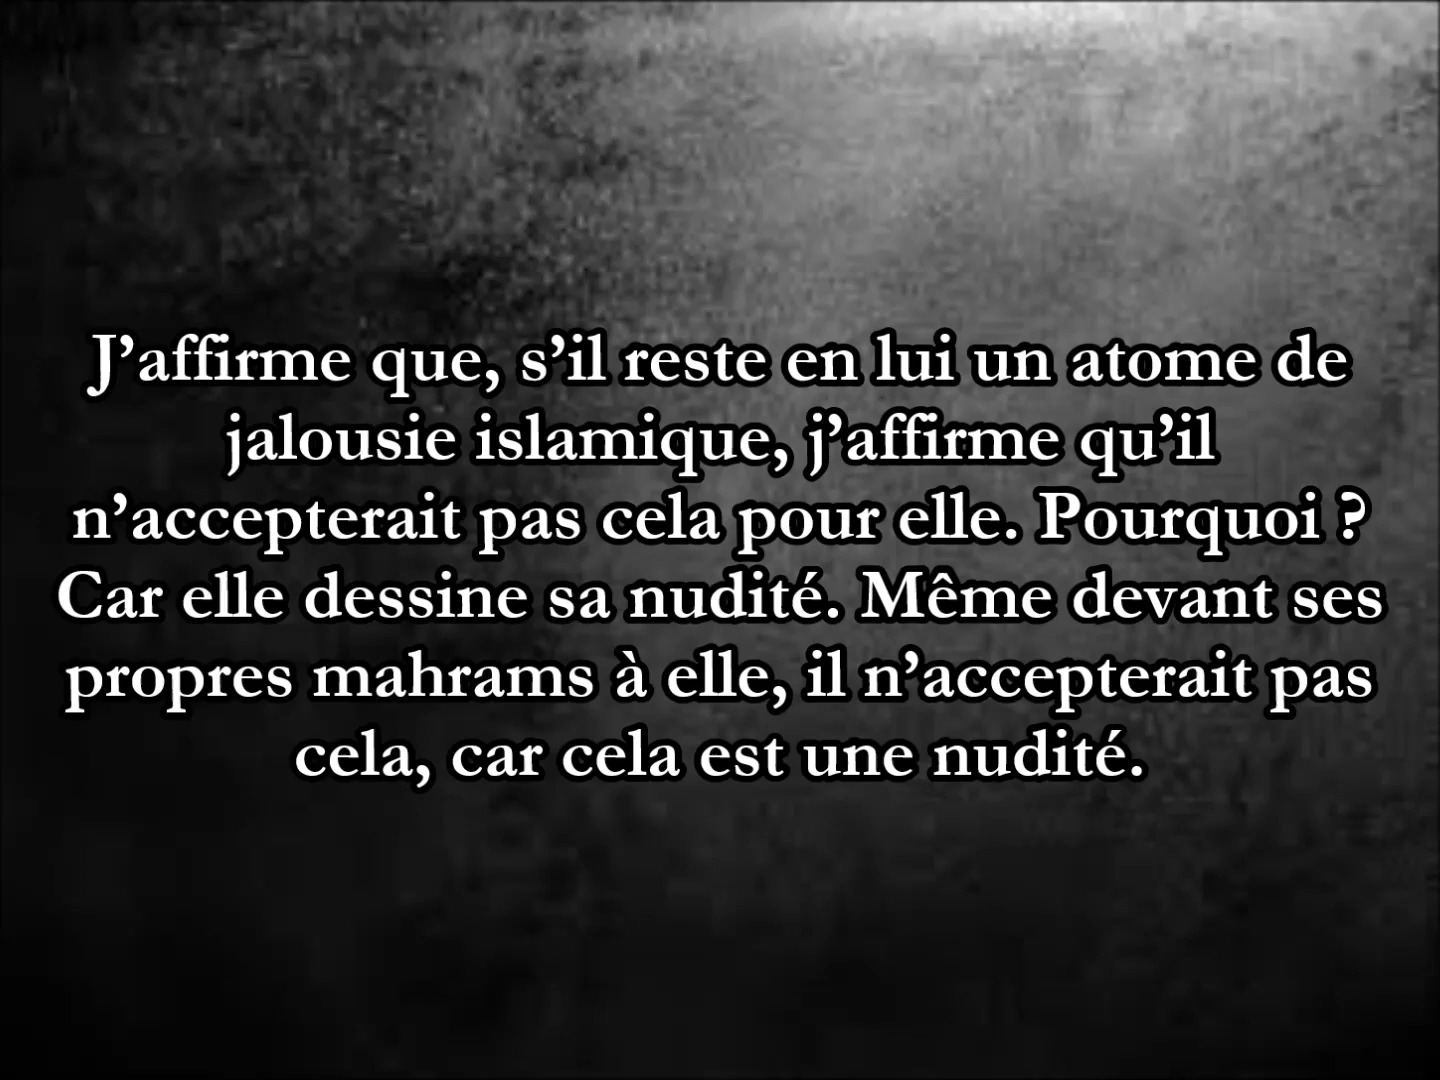 J’affirme que, s’il reste en lui un atome de
jalousie islamique, j’affirme qu’il
n’accepterait pas cela pour elle. Pourquoi ?
Car elle dessine sa nudité. Même devant ses
propres mahrams à elle, il n’accepterait pas
cela, car cela est une nudité.